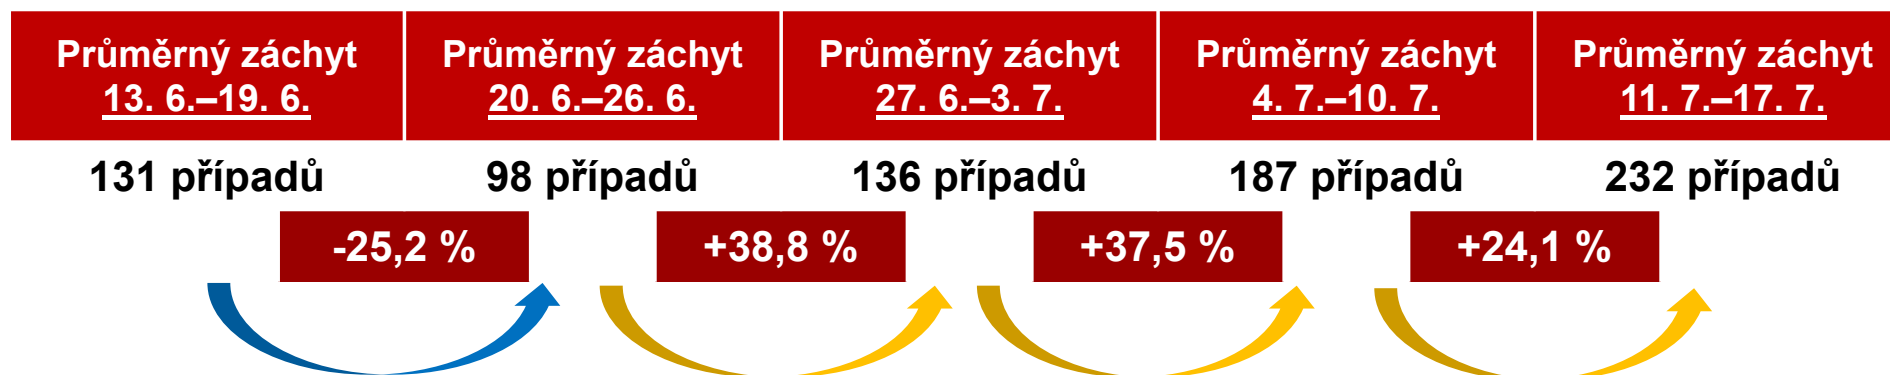 Průměrný záchyt
13. 6.–19. 6.
Průměrný záchyt
20. 6.–26. 6.
Průměrný záchyt
27. 6.–3. 7.
Průměrný záchyt
4. 7.–10. 7.
Průměrný záchyt
11. 7.–17. 7.
131 případů
98 případů
136 případů
187 případů
232 případů
-25,2 %
+38,8 %
+37,5 %
+24,1 %